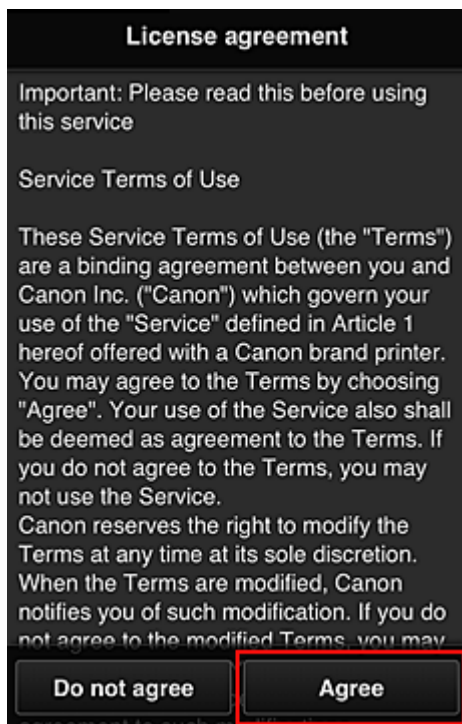 License agreement
Important: Please read this before using
this service
Service Terms of Use
These Service Terms of Use (the "Terms")
are a binding agreement between you and
Canon Inc. ("Canon") which govern your
use of the "Service" defined in Article 1
hereof offered with a Canon brand printer.
You may agree to the Terms by choosing
"Agree". Your use of the Service also shall
be deemed as agreement to the Terms. If
you do not agree to the Terms, you may
not use the Service.
Canon reserves the right to modify the
Terms at any time at its sole discretion.
When the Terms are modified, Canon
notifies you of such modification. If you do
not agree to the modified Terms, you may
Do not agree
Agree